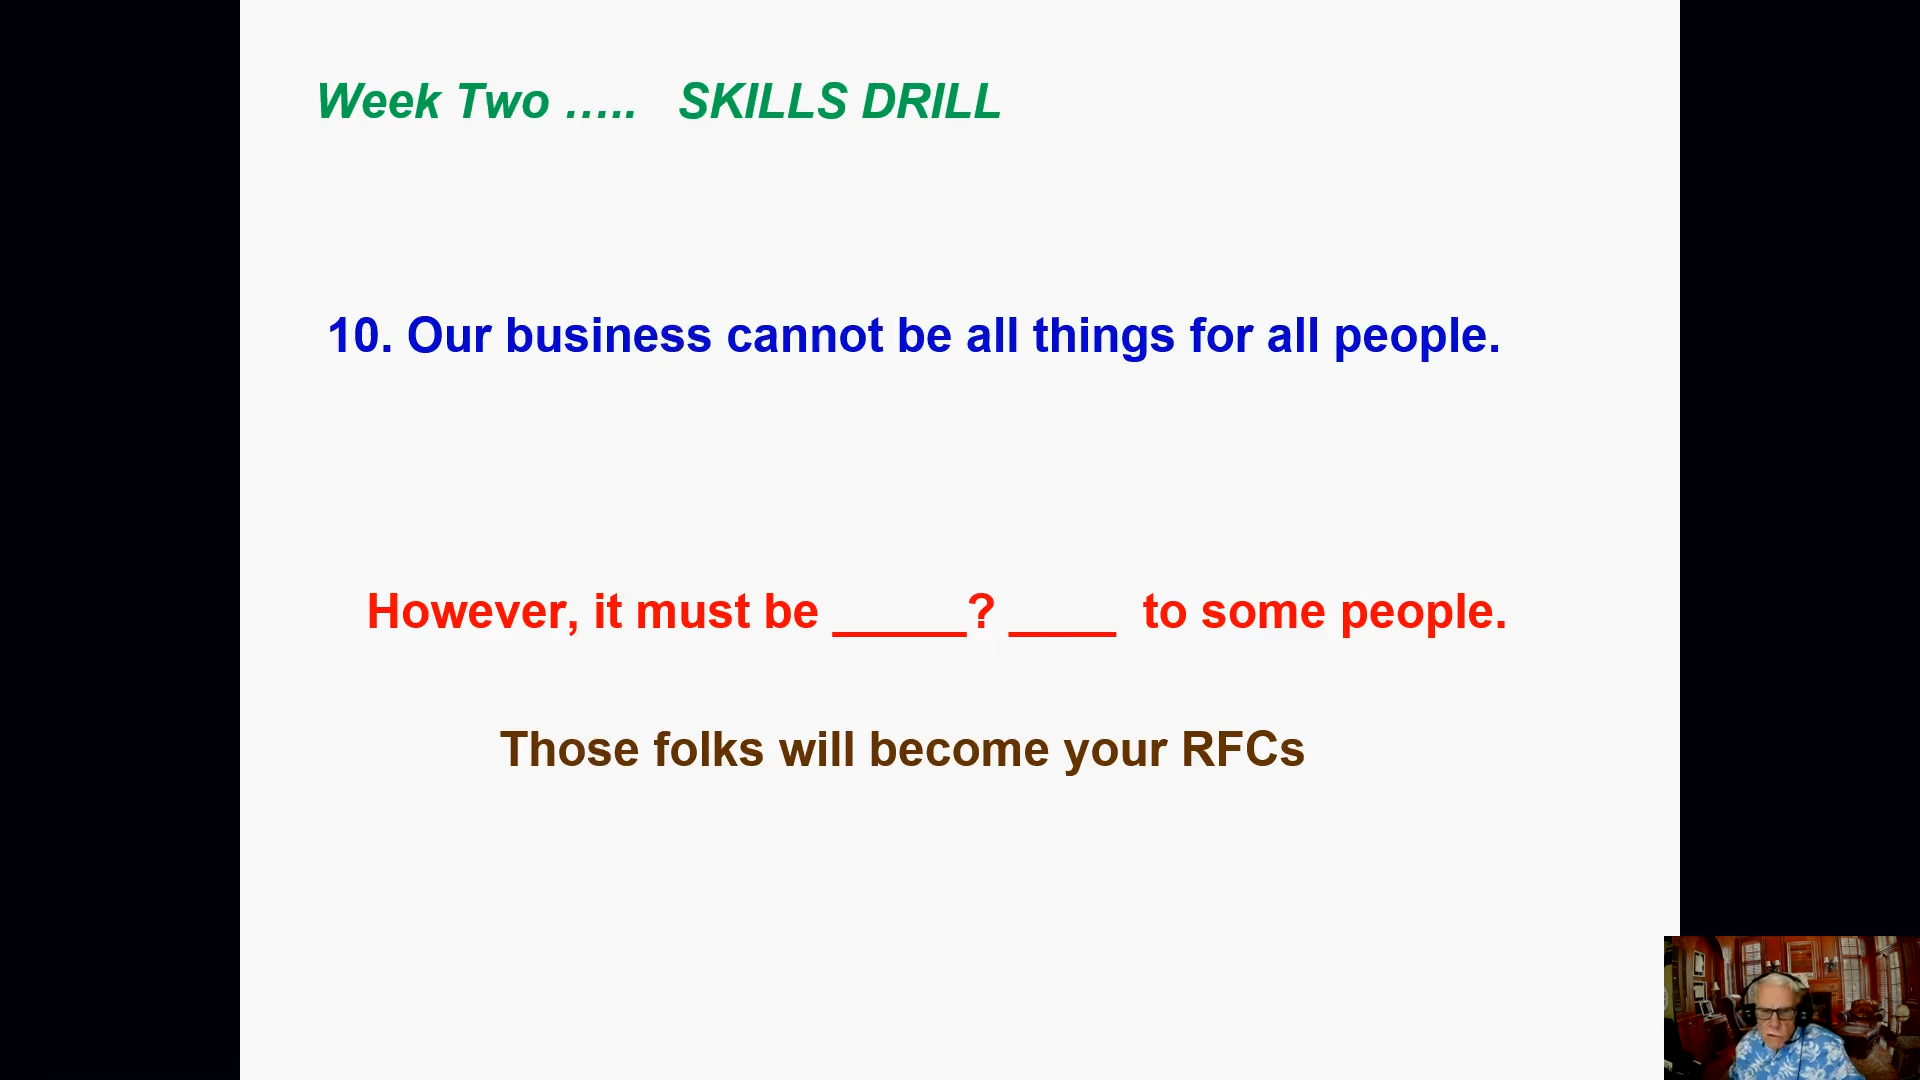 Week Two ..... SKILLS DRILL
10. Our business cannot be all things for all people.
However, it must be _____? ____ to some people.
Those folks will become your RFCs